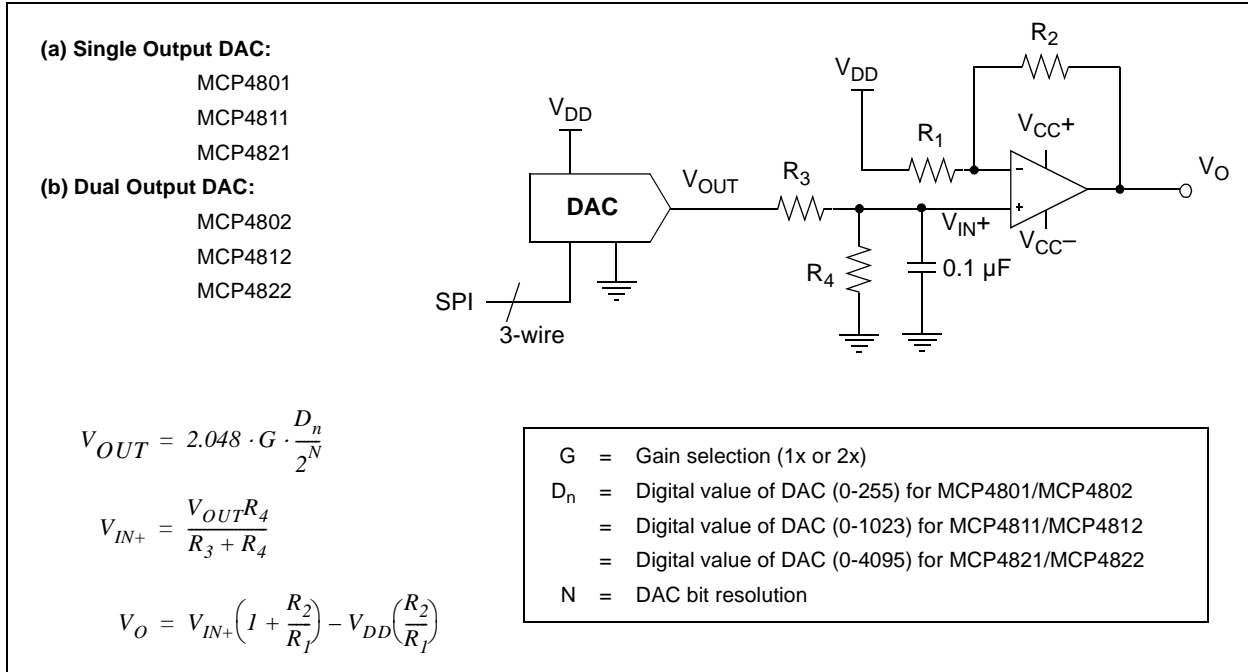 (a) Single Output DAC:
MCP4801
MCP4811
MCP4821
(b) Dual Output DAC:
MCP4802
MCP4812
MCP4822
V_DD
DAC
SPI
3-wire
V_OUT
R_3
R_4
0.1 µF
V_IN+
V_DD
R_1
R_2
V_CC+
-
+
V_CC–
V_O
V_OUT = 2.048 · G · D_n / 2^N
V_IN+ = V_OUT R_4 / R_3 + R_4
V_O = V_IN+ (1 + R_2 / R_1) – V_DD (R_2 / R_1)
G = Gain selection (1x or 2x)
D_n = Digital value of DAC (0-255) for MCP4801/MCP4802
= Digital value of DAC (0-1023) for MCP4811/MCP4812
= Digital value of DAC (0-4095) for MCP4821/MCP4822
N = DAC bit resolution